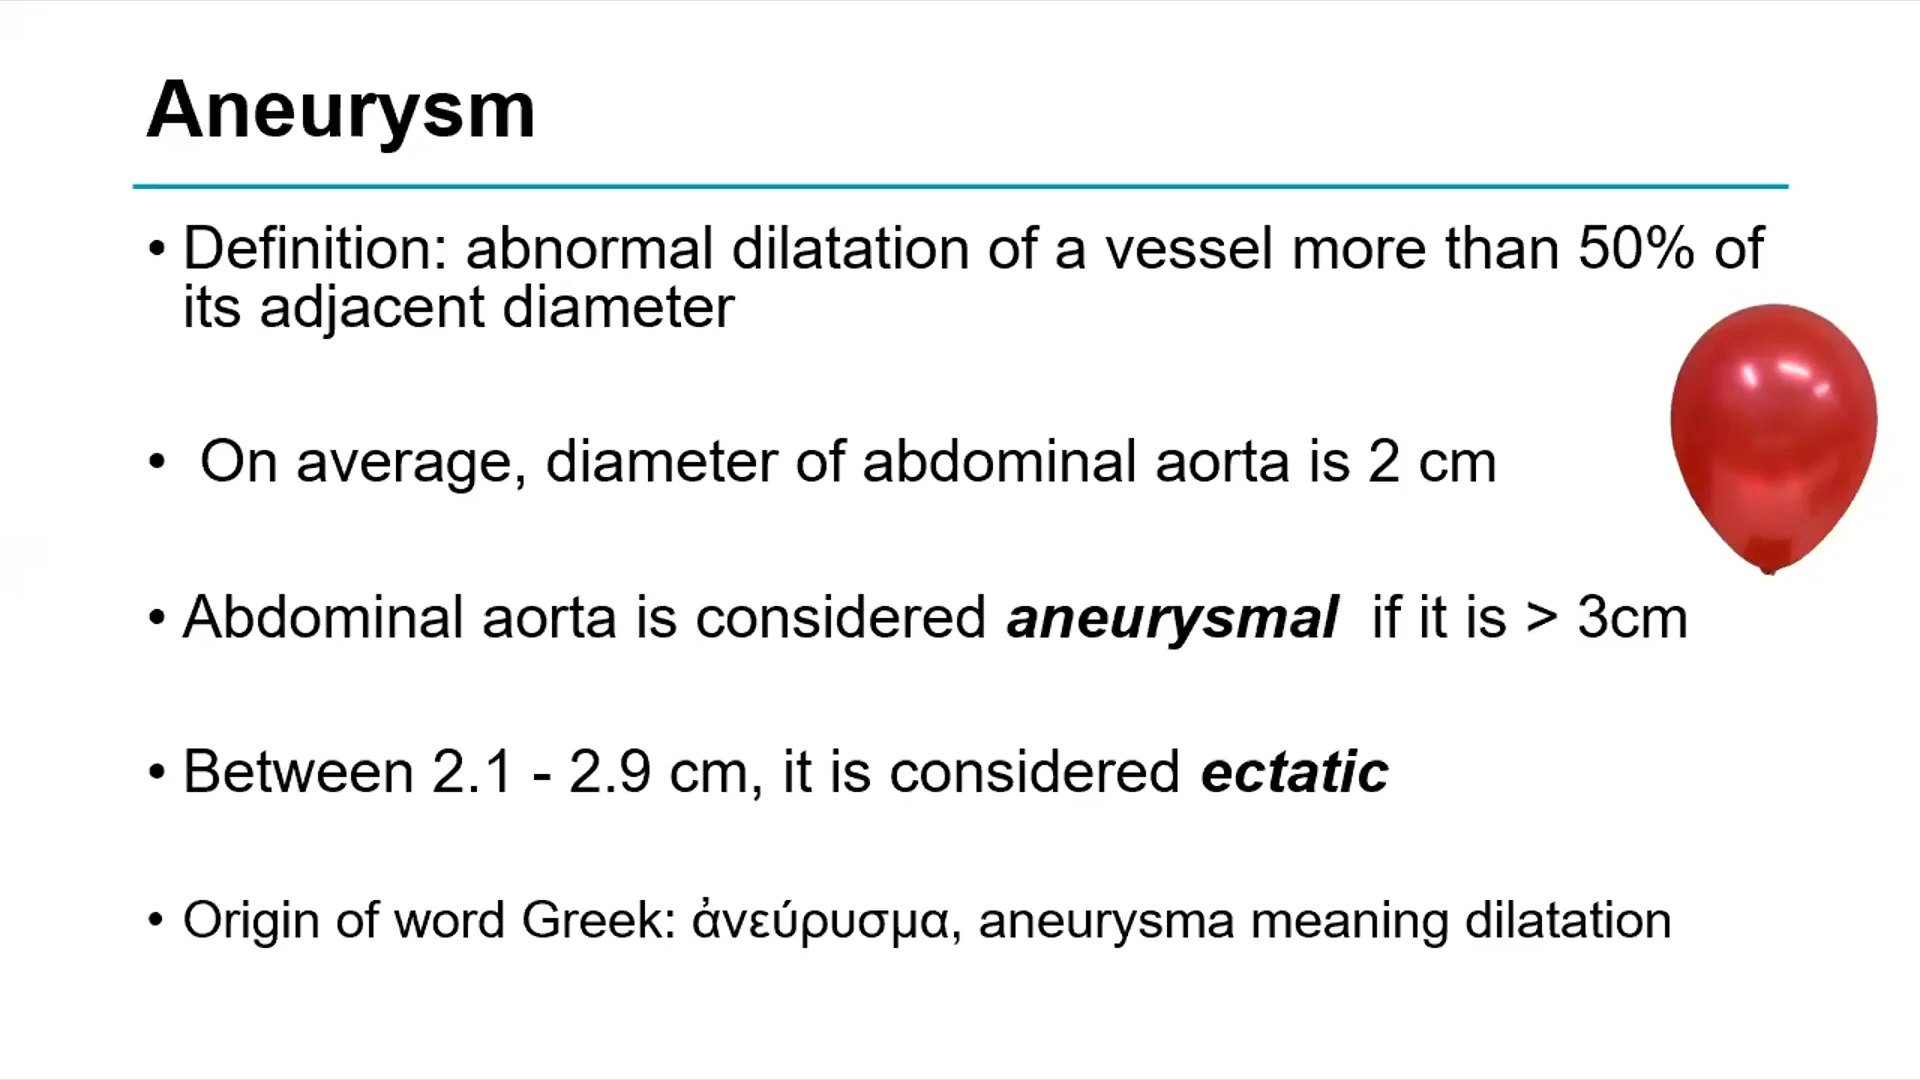 Aneurysm
• Definition: abnormal dilatation of a vessel more than 50% of
its adjacent diameter
• On average, diameter of abdominal aorta is 2 cm
• Abdominal aorta is considered aneurysmal if it is > 3cm
• Between 2.1 - 2.9 cm, it is considered ectatic
• Origin of word Greek: ἀνεύρυσμα, aneurysma meaning dilatation